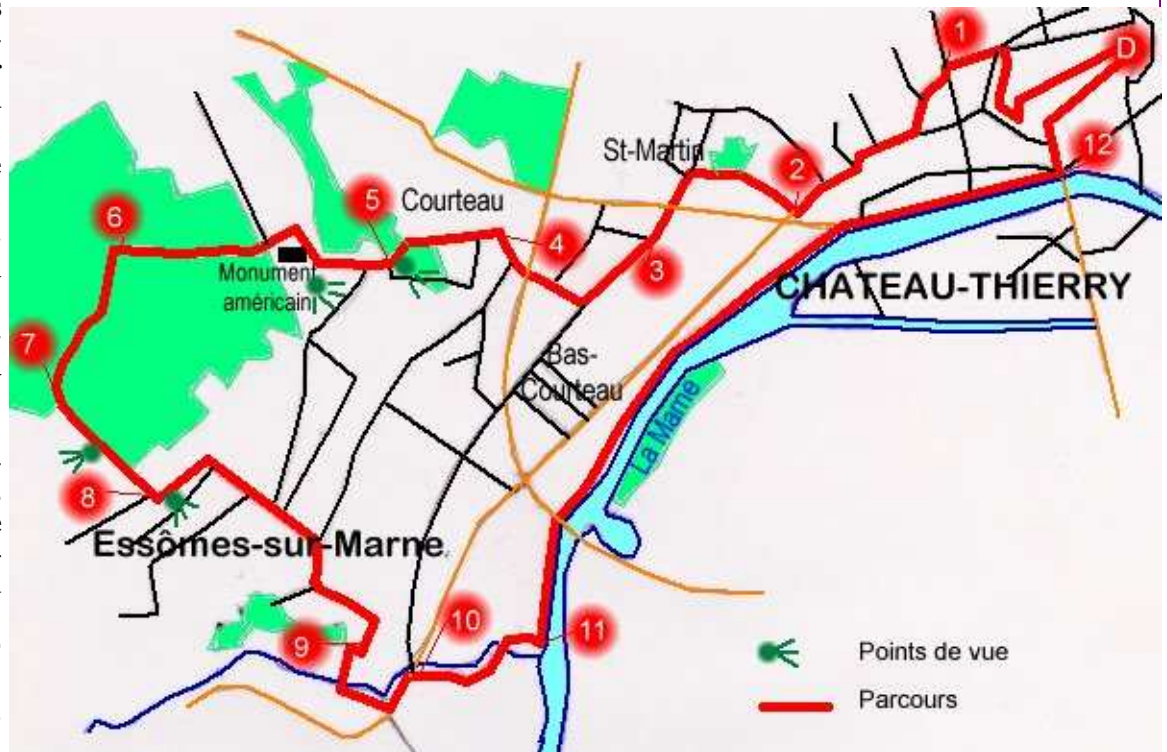 1
D
St-Martin
2
12
5
Courteau
6
4
3
Monument
américain
CHATEAU-THIERRY
7
Bas-
Courteau
La Marne
8
Essômes-sur-Marne
10
11
9
Points de vue
Parcours